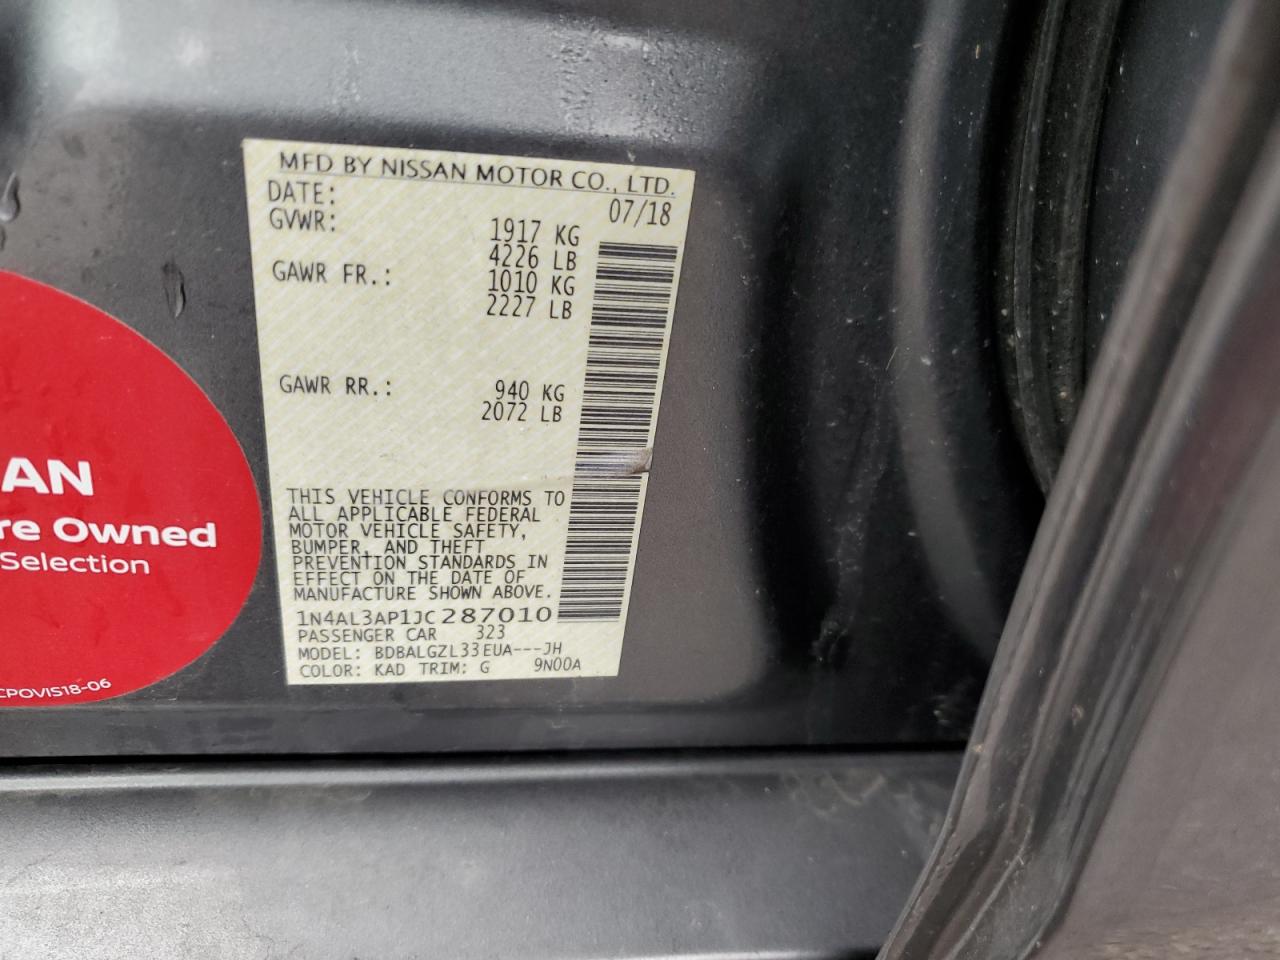 MFD BY NISSAN MOTOR CO., LTD.
DATE: 07/18
GVWR: 1917 KG
4226 LB
GAWR FR.: 1010 KG
2227 LB
GAWR RR.: 940 KG
2072 LB
THIS VEHICLE CONFORMS TO
ALL APPLICABLE FEDERAL
MOTOR VEHICLE SAFETY,
BUMPER, AND THEFT
PREVENTION STANDARDS IN
EFFECT ON THE DATE OF
MANUFACTURE SHOWN ABOVE.
1N4AL3AP1JC287010
PASSENGER CAR 323
MODEL: BDBALGZL33EUA---JH
COLOR: KAD TRIM: G 9N00A
AN
re Owned
Selection
CPOVIS18-06